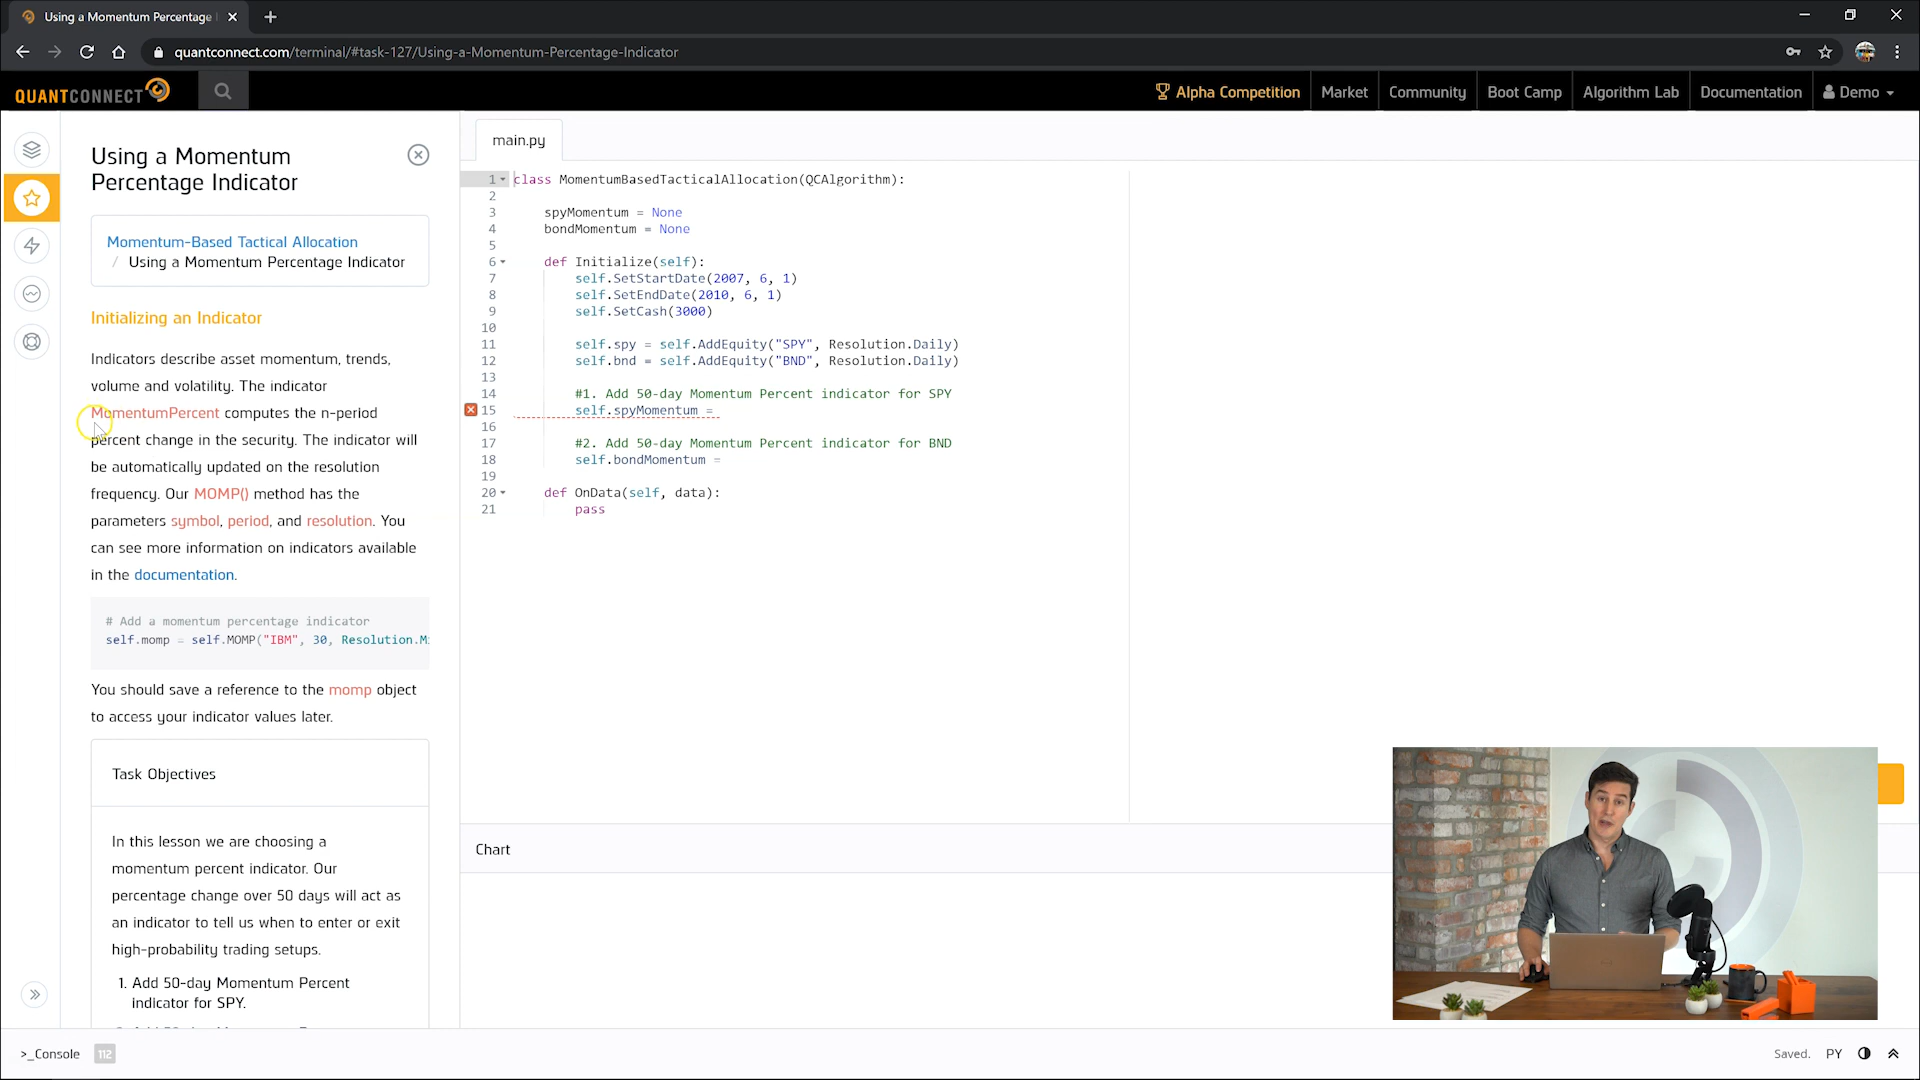 Using a Momentum Percentage
quantconnect.com/terminal/#task-127/Using-a-Momentum-Percentage-Indicator
QUANTCONNECT
Alpha Competition
Market
Community
Boot Camp
Algorithm Lab
Documentation
Demo
Using a Momentum
Percentage Indicator
Momentum-Based Tactical Allocation
/ Using a Momentum Percentage Indicator
Initializing an Indicator
Indicators describe asset momentum, trends,
volume and volatility. The indicator
MomentumPercent computes the n-period
percent change in the security. The indicator will
be automatically updated on the resolution
frequency. Our MOMP() method has the
parameters symbol, period, and resolution. You
can see more information on indicators available
in the documentation.
# Add a momentum percentage indicator
self.momp = self.MOMP("IBM", 30, Resolution.Mi
You should save a reference to the momp object
to access your indicator values later.
Task Objectives
In this lesson we are choosing a
momentum percent indicator. Our
percentage change over 50 days will act as
an indicator to tell us when to enter or exit
high-probability trading setups.
1. Add 50-day Momentum Percent
indicator for SPY.
main.py
1 class MomentumBasedTacticalAllocation(QCAlgorithm):
2
3 spyMomentum = None
4 bondMomentum = None
5
6 def Initialize(self):
7 self.SetStartDate(2007, 6, 1)
8 self.SetEndDate(2010, 6, 1)
9 self.SetCash(3000)
10
11 self.spy = self.AddEquity("SPY", Resolution.Daily)
12 self.bnd = self.AddEquity("BND", Resolution.Daily)
13
14 #1. Add 50-day Momentum Percent indicator for SPY
15 self.spyMomentum =
16
17 #2. Add 50-day Momentum Percent indicator for BND
18 self.bondMomentum =
19
20 def OnData(self, data):
21 pass
Chart
>_Console 112
Saved. PY